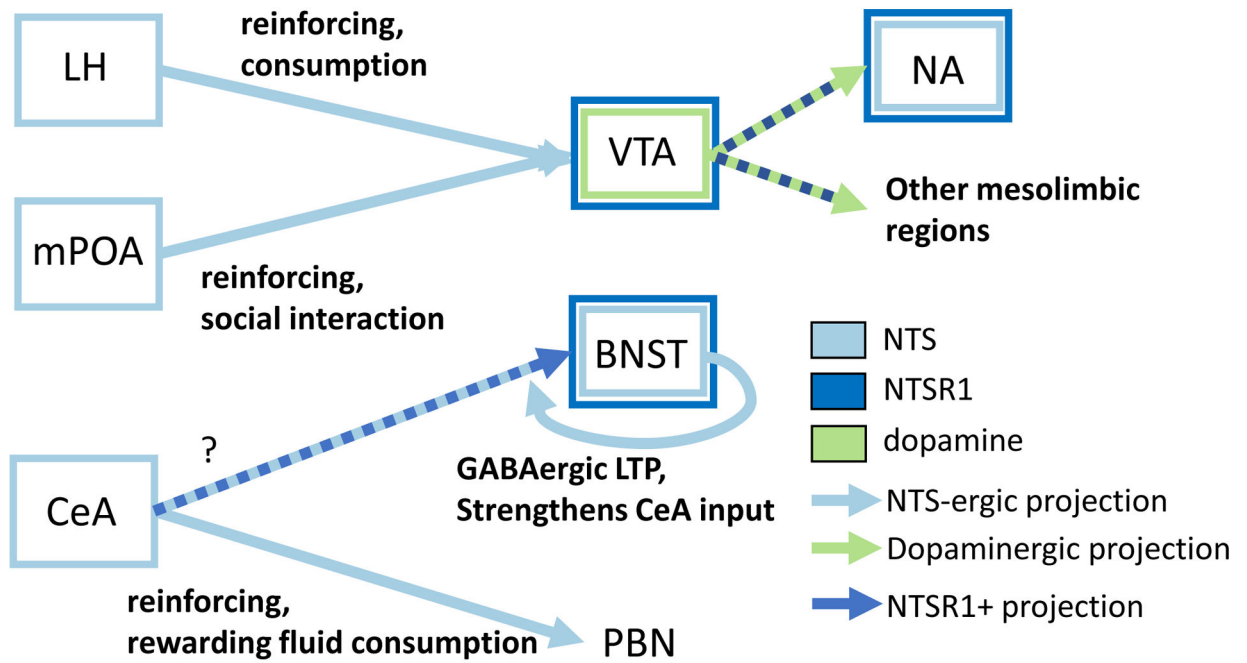 LH
reinforcing,
consumption
NA
VTA
mPOA
Other mesolimbic
regions
reinforcing,
social interaction
BNST
NTS
NTSR1
dopamine
?
GABAergic LTP,
Strengthens CeA input
CeA
NTS-ergic projection
Dopaminergic projection
NTSR1+ projection
reinforcing,
rewarding fluid consumption
PBN